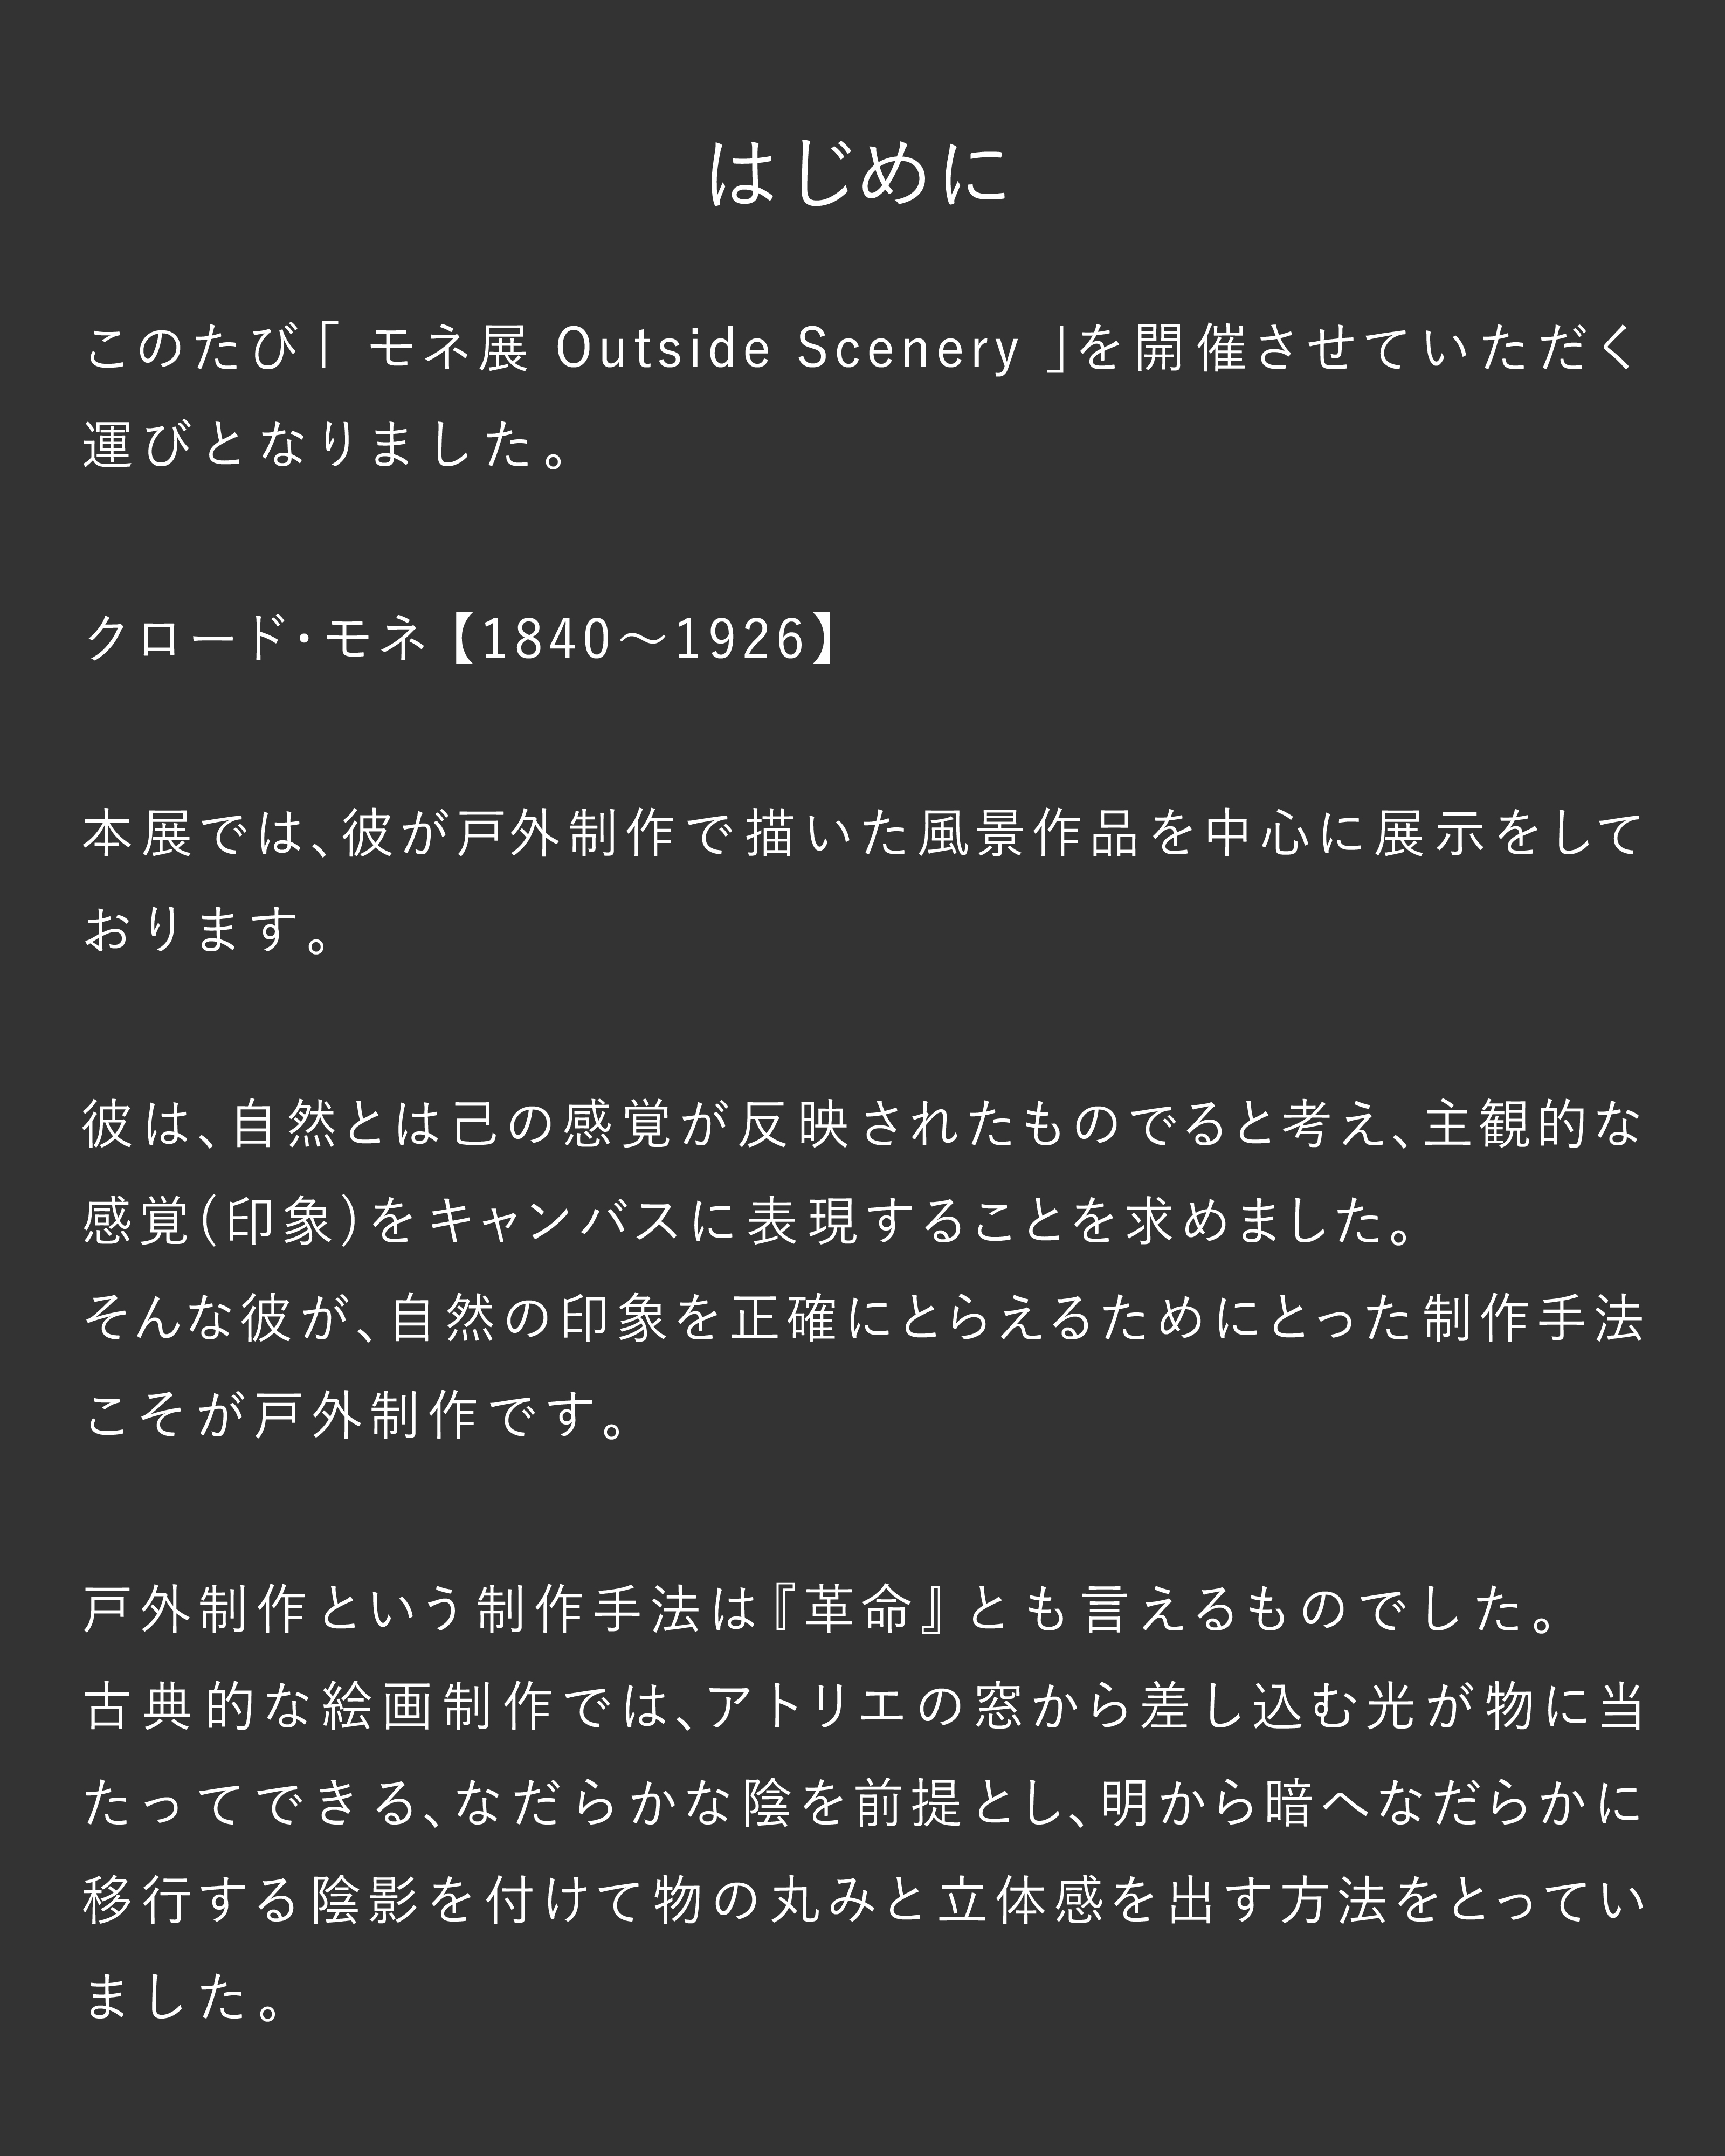 はじめに
このたび「 モネ展 Outside Scenery 」を開催させていただく
運びとなりました。
クロード・モネ【1840〜1926】
本展では、彼が戸外制作で描いた風景作品を中心に展示をして
おります。
彼は、自然とは己の感覚が反映されたものでると考え、主観的な
感覚(印象)をキャンバスに表現することを求めました。
そんな彼が、自然の印象を正確にとらえるためにとった制作手法
こそが戸外制作です。
戸外制作という制作手法は『革命』とも言えるものでした。
古典的な絵画制作では、アトリエの窓から差し込む光が物に当
たってできる、なだらかな陰を前提とし、明から暗へなだらかに
移行する陰影を付けて物の丸みと立体感を出す方法をとってい
ました。